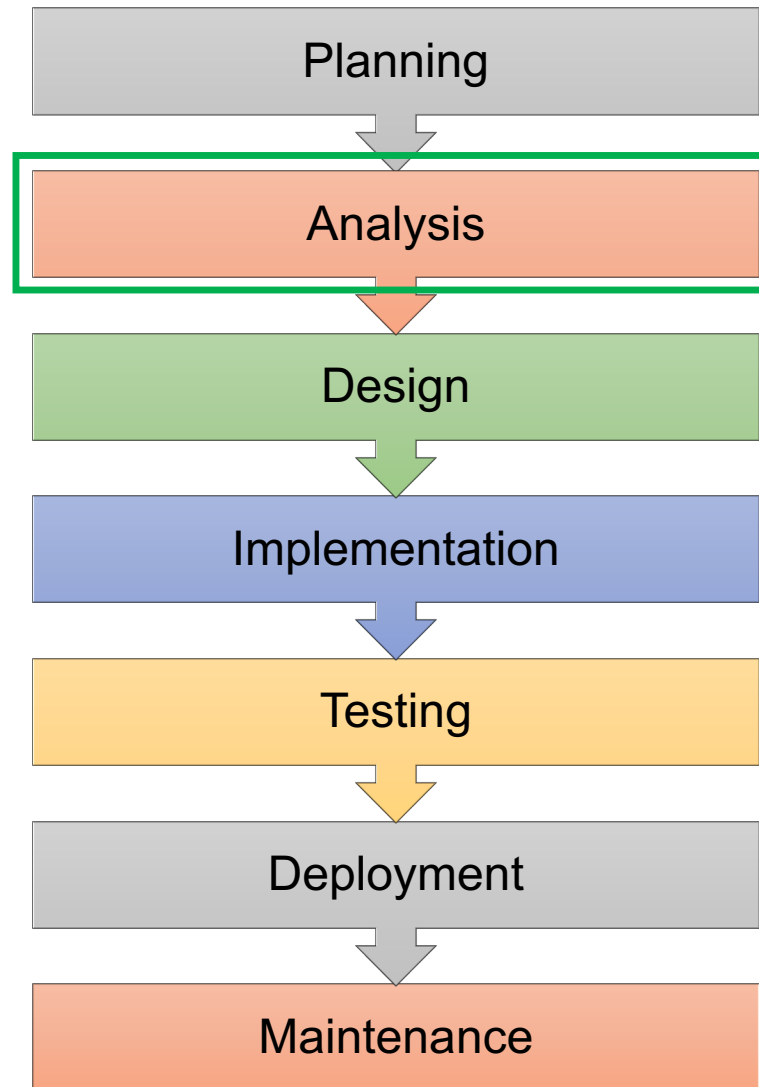 Planning
Analysis
Design
Implementation
Testing
Deployment
Maintenance